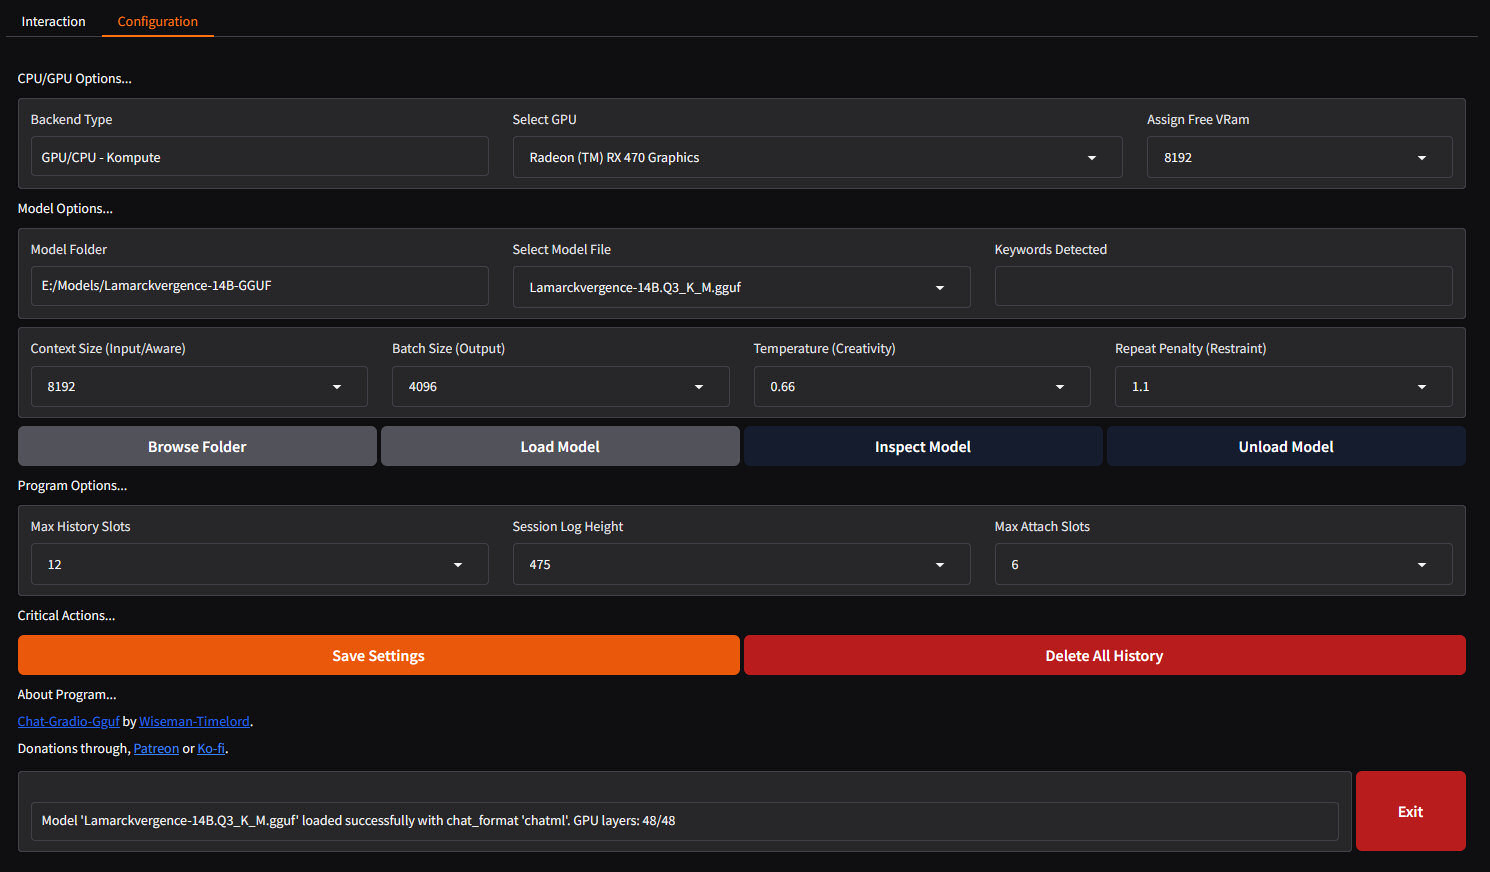 Interaction Configuration
CPU/GPU Options...
Backend Type Select GPU Assign Free VRam
GPU/CPU - Kompute Radeon (TM) RX 470 Graphics 8192
Model Options...
Model Folder Select Model File Keywords Detected
E:/Models/Lamarckvergence-14B-GGUF Lamarckvergence-14B.Q3_K_M.gguf
Context Size (Input/Aware) Batch Size (Output) Temperature (Creativity) Repeat Penalty (Restraint)
8192 4096 0.66 1.1
Browse Folder Load Model Inspect Model Unload Model
Program Options...
Max History Slots Session Log Height Max Attach Slots
12 475 6
Critical Actions...
Save Settings Delete All History
About Program...
Chat-Gradio-Gguf by Wiseman-Timelord.
Donations through, Patreon or Ko-fi.
Model 'Lamarckvergence-14B.Q3_K_M.gguf' loaded successfully with chat_format 'chatml'. GPU layers: 48/48
Exit